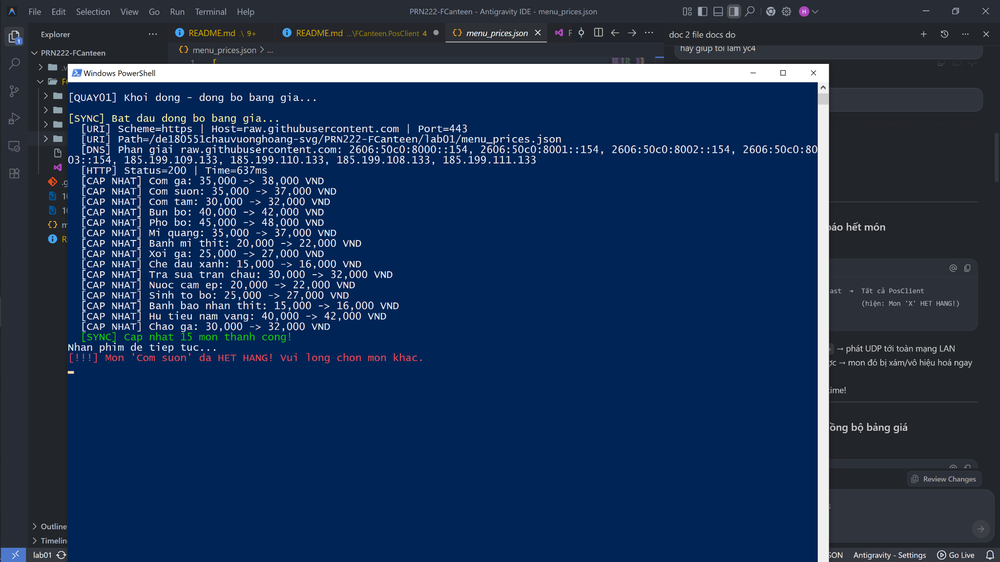 File Edit Selection View Go Run Terminal Help
PRN222-FCanteen - Antigravity IDE - menu_prices.json
H
Explorer
README.md .\ 9+
README.md ...\FCanteen.PosClient 4
{} menu_prices.json
doc 2 file docs do
1
PRN222-FCanteen
{} menu_prices.json > ...
hay giup toi lam yc4
1
Windows PowerShell
[QUAY01] Khoi dong - dong bo bang gia...
[SYNC] Bat dau dong bo bang gia...
[URI] Scheme=https | Host=raw.githubusercontent.com | Port=443
[URI] Path=/de180551chauvuonghoang-svg/PRN222-FCanteen/lab01/menu_prices.json
[DNS] Phan giai raw.githubusercontent.com: 2606:50c0:8000::154, 2606:50c0:8001::154, 2606:50c0:8002::154, 2606:50c0:80
03::154, 185.199.109.133, 185.199.110.133, 185.199.108.133, 185.199.111.133
[HTTP] Status=200 | Time=637ms
[CAP NHAT] Com ga: 35,000 -> 38,000 VND
[CAP NHAT] Com suon: 35,000 -> 37,000 VND
[CAP NHAT] Com tam: 30,000 -> 32,000 VND
[CAP NHAT] Bun bo: 40,000 -> 42,000 VND
[CAP NHAT] Pho bo: 45,000 -> 48,000 VND
[CAP NHAT] Mi quang: 35,000 -> 37,000 VND
[CAP NHAT] Banh mi thit: 20,000 -> 22,000 VND
[CAP NHAT] Xoi ga: 25,000 -> 27,000 VND
[CAP NHAT] Che dau xanh: 15,000 -> 16,000 VND
[CAP NHAT] Tra sua tran chau: 30,000 -> 32,000 VND
[CAP NHAT] Nuoc cam ep: 20,000 -> 22,000 VND
[CAP NHAT] Sinh to bo: 25,000 -> 27,000 VND
[CAP NHAT] Banh bao nhan thit: 15,000 -> 16,000 VND
[CAP NHAT] Hu tieu nam vang: 40,000 -> 42,000 VND
[CAP NHAT] Chao ga: 30,000 -> 32,000 VND
[SYNC] Cap nhat 15 mon thanh cong!
Nhan phim de tiep tuc...
[!!!] Mon 'Com suon' da HET HANG! Vui long chon mon khac.
báo hết món
ast → Tất cả PosClient
(hiện: Mon 'X' HET HANG!)
→ phát UDP tới toàn mạng LAN
→ mon đó bị xám/vô hiệu hoá ngay
time!
ồng bộ bảng giá
Review Changes
Outline
Timelin
lab01
SON
Antigravity - Settings
Go Live